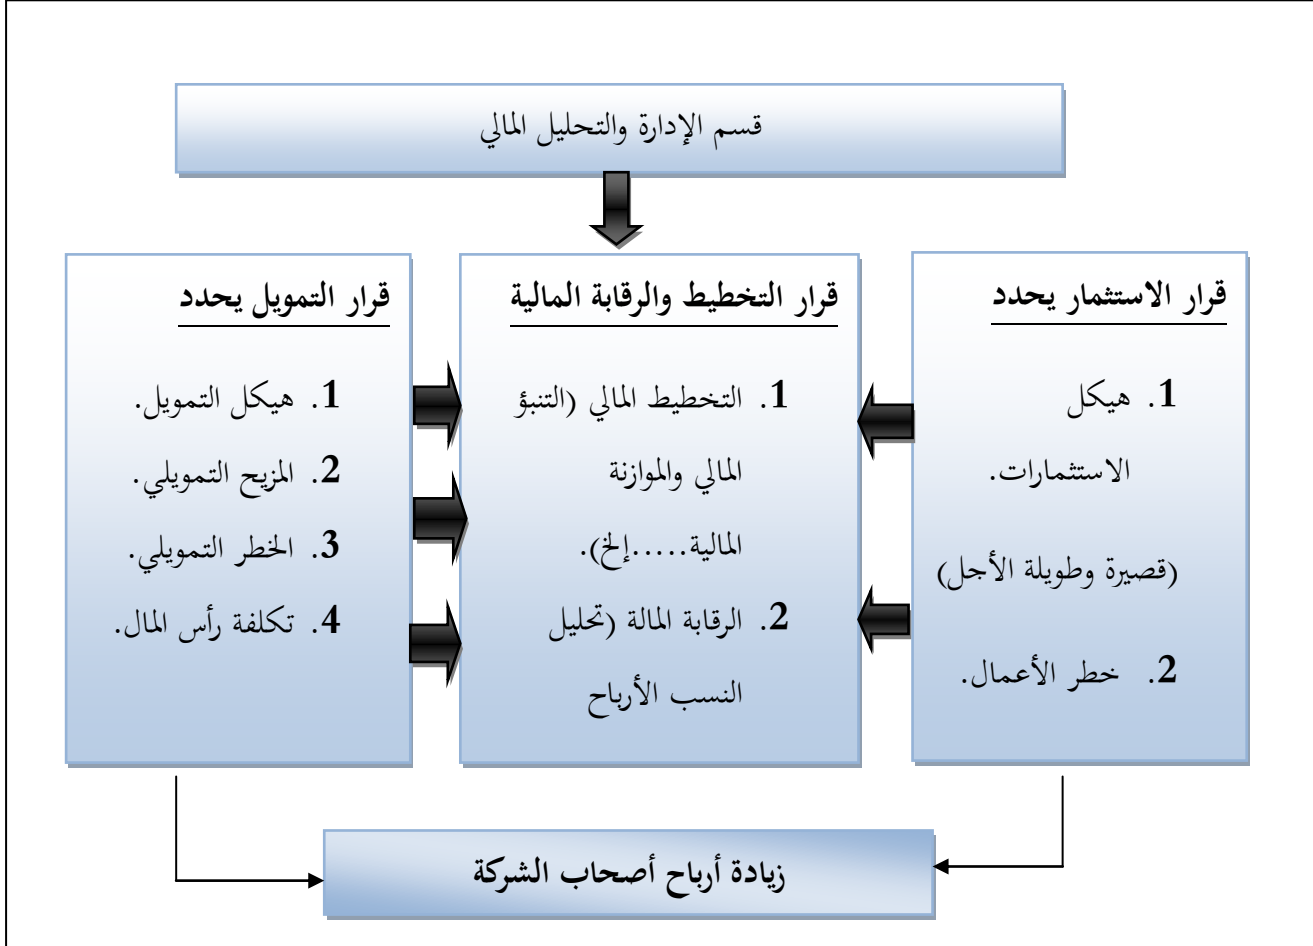 قسم الإدارة والتحليل المالي
قرار الاستثمار يحدد
1. هيكل
الاستثمارات.
(قصيرة وطويلة الأجل)
2. خطر الأعمال.
قرار التخطيط والرقابة المالية
1. التخطيط المالي (التنبؤ
المالي والموازنة
المالية.....إلخ).
2. الرقابة المالة (تحليل
النسب الأرباح
قرار التمويل يحدد
1. هيكل التمويل.
2. المزيح التمويلي.
3. الخطر التمويلي.
4. تكلفة رأس المال.
زيادة أرباح أصحاب الشركة